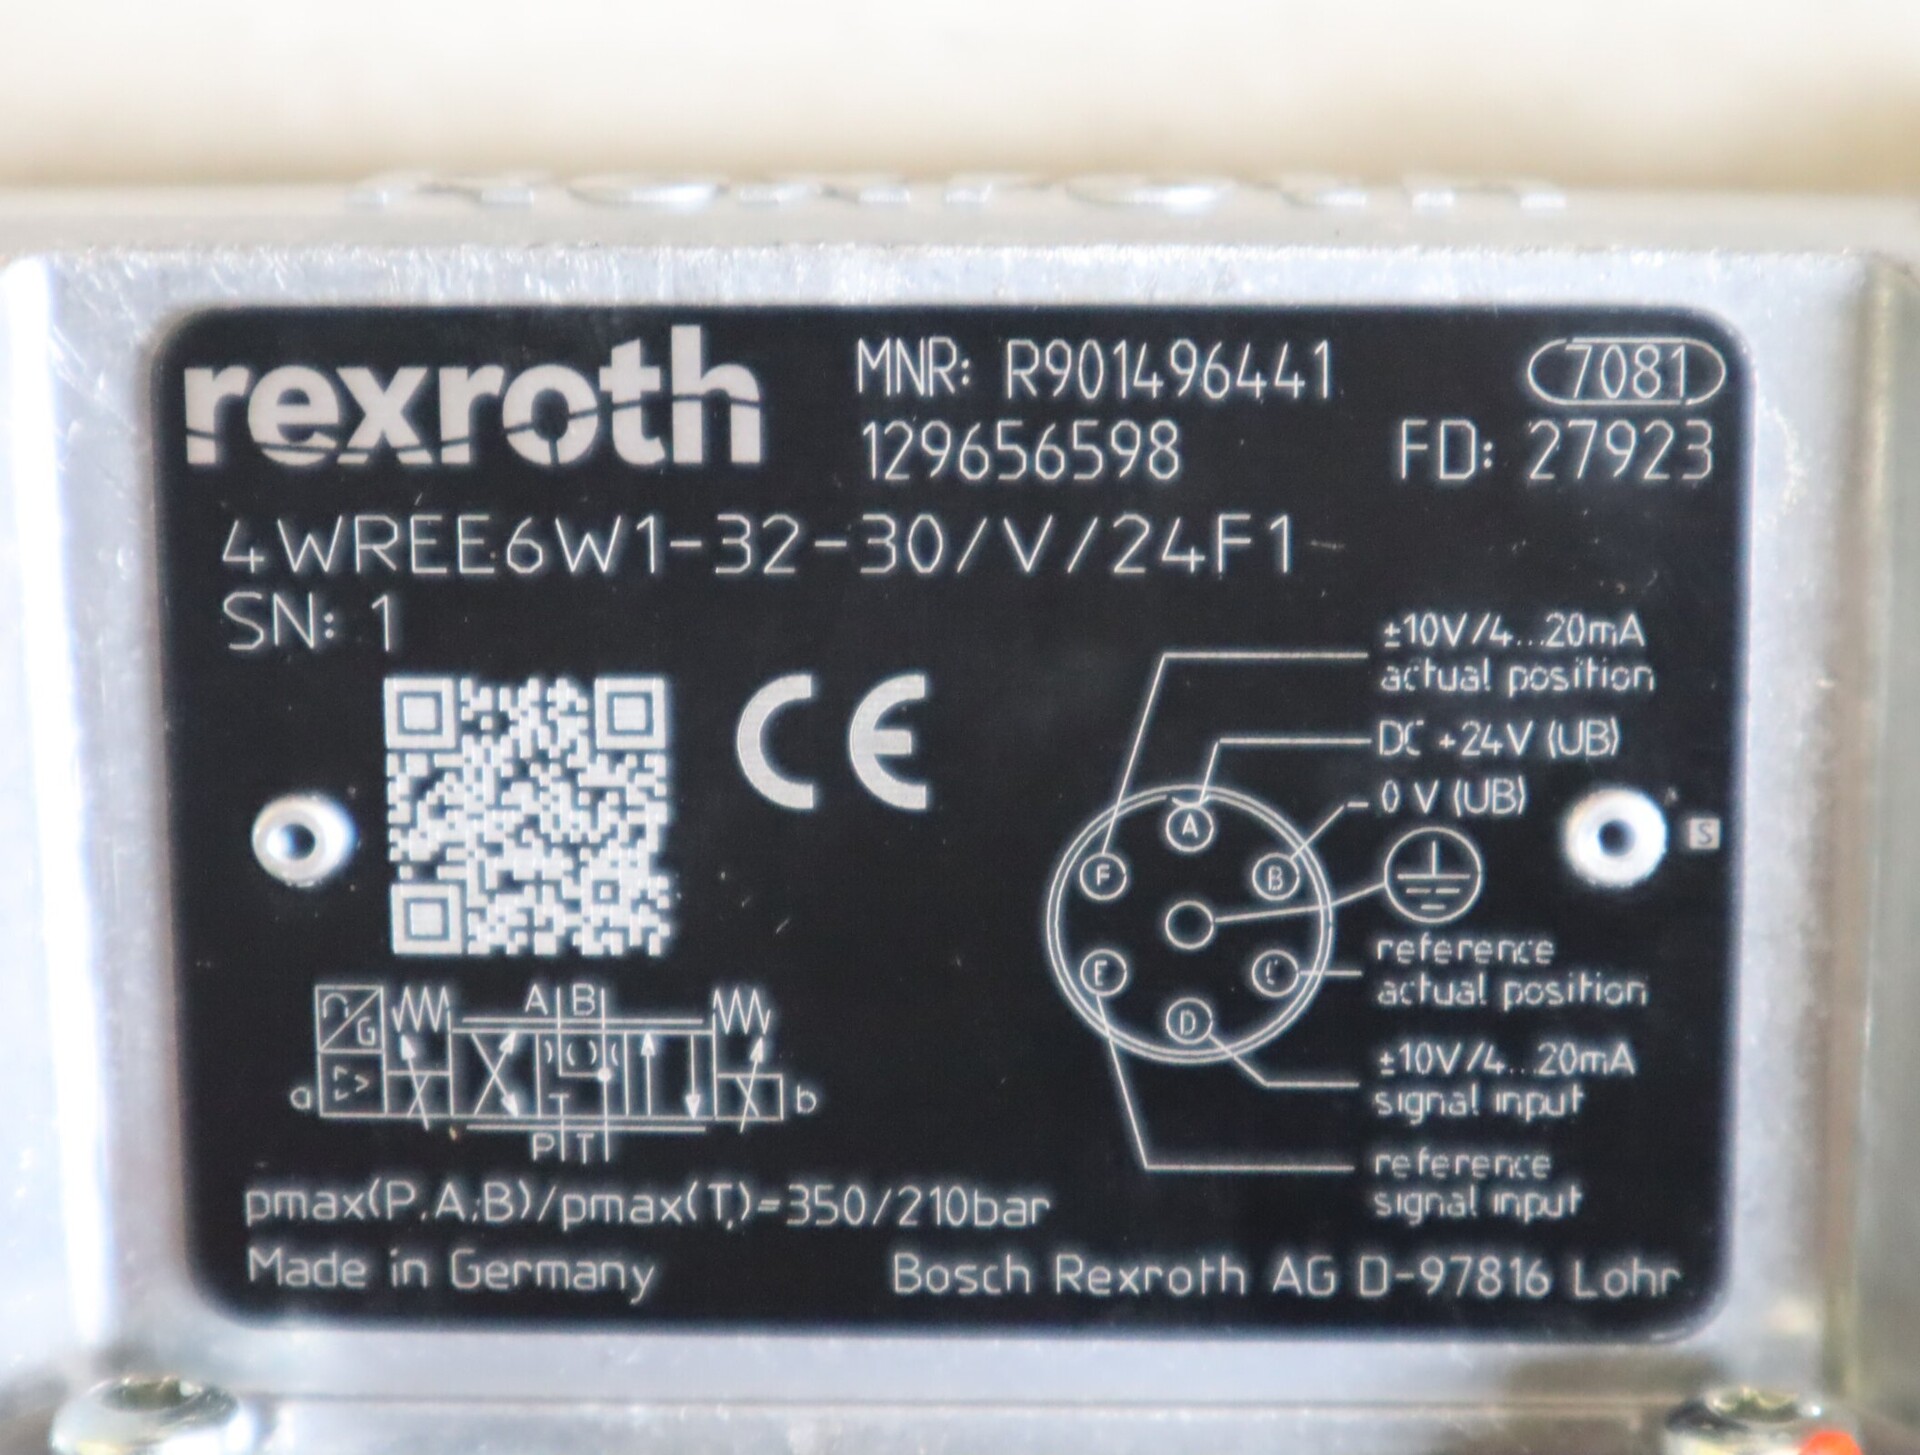 rexroth
MNR: R901496441
7081
129656598
FD: 27923
4WREE6W1-32-30/V/24F1
SN: 1
CE
±10V/4...20mA
actual position
DC +24V (UB)
0 V (UB)
A
F
B
E
C
D
S
reference
actual position
±10V/4...20mA
signal input
reference
signal input
A B
G
a
b
P T
pmax(P,A,B)/pmax(T,)=350/210bar
Made in Germany
Bosch Rexroth AG D-97816 Lohr